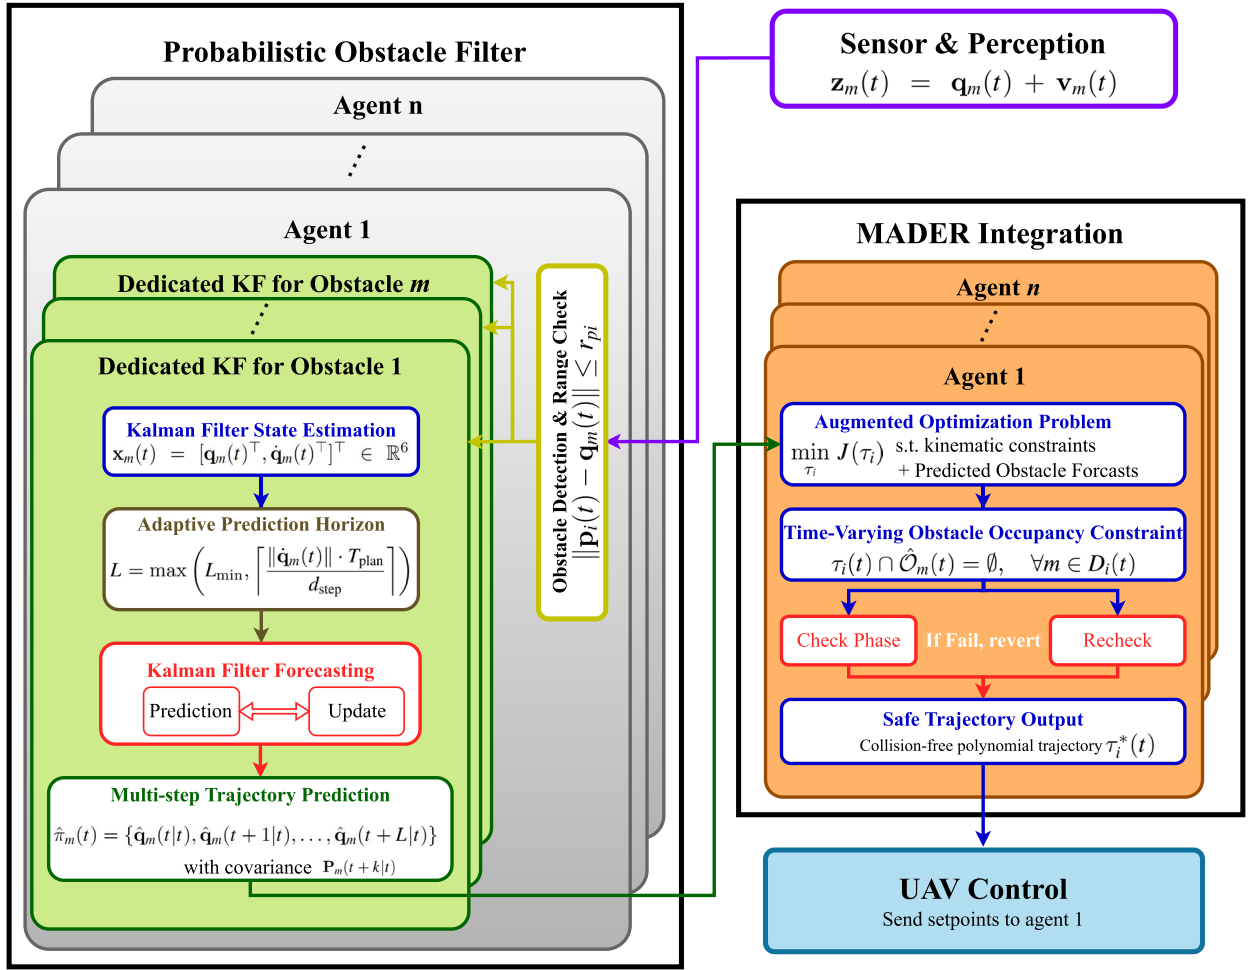 Probabilistic Obstacle Filter
Agent n
Agent 1
Dedicated KF for Obstacle m
Dedicated KF for Obstacle 1
Kalman Filter State Estimation
x_m(t) = [q_m(t)^⊤, q̇_m(t)^⊤]^⊤ ∈ ℝ^6
Adaptive Prediction Horizon
L = max ( L_min, ⌈ ‖q̇_m(t)‖ · T_plan / d_step ⌉ )
Kalman Filter Forecasting
Prediction
Update
Multi-step Trajectory Prediction
π̂_m(t) = {q̂_m(t|t), q̂_m(t + 1|t), . . . , q̂_m(t + L|t)}
with covariance P_m(t + k|t)
Obstacle Detection & Range Check
‖p_i(t) − q_m(t)‖ ≤ r_pi
Sensor & Perception
z_m(t) = q_m(t) + v_m(t)
MADER Integration
Agent n
Agent 1
Augmented Optimization Problem
min_τi J(τ_i) s.t. kinematic constraints
+ Predicted Obstacle Forcasts
Time-Varying Obstacle Occupancy Constraint
τ_i(t) ∩ Ô_m(t) = ∅, ∀m ∈ D_i(t)
Check Phase
If Fail, revert
Recheck
Safe Trajectory Output
Collision-free polynomial trajectory τ_i^*(t)
UAV Control
Send setpoints to agent 1